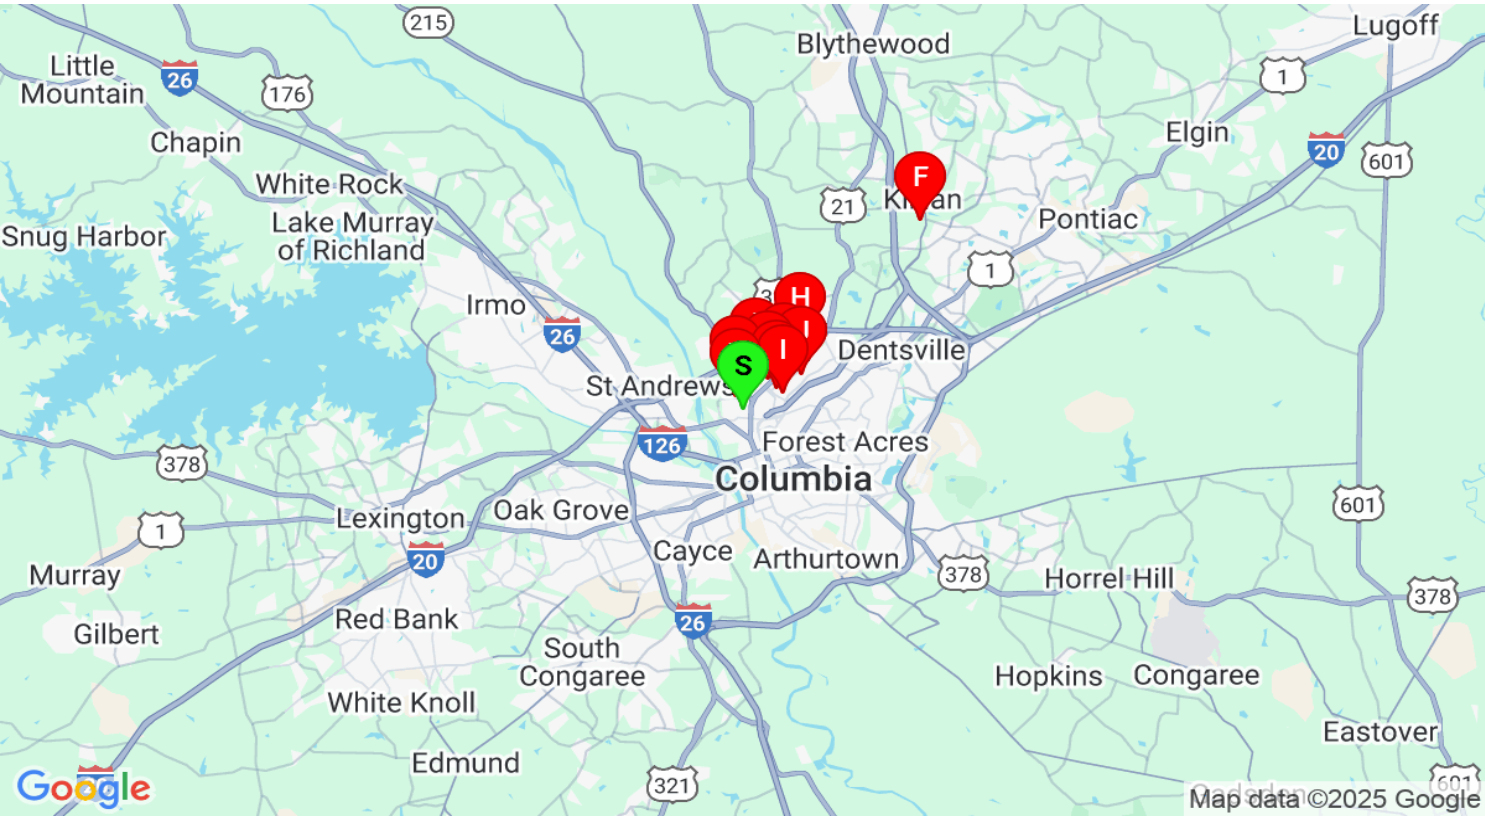 215
Lugoff
Blythewood
Little
Mountain
26
1
176
Elgin
Chapin
20
601
F
White Rock
21
Pontiac
Lake Murray
of Richland
Snug Harbor
1
H
Irmo
26
I
Dentsville
S
St Andrews
126
Forest Acres
378
Columbia
601
Oak Grove
Lexington
1
20
Cayce
Arthurtown
378
Murray
Horrel Hill
378
Red Bank
26
Gilbert
South
Congaree
Hopkins
Congaree
White Knoll
Eastover
Edmund
321
601
Google
Map data ©2025 Google